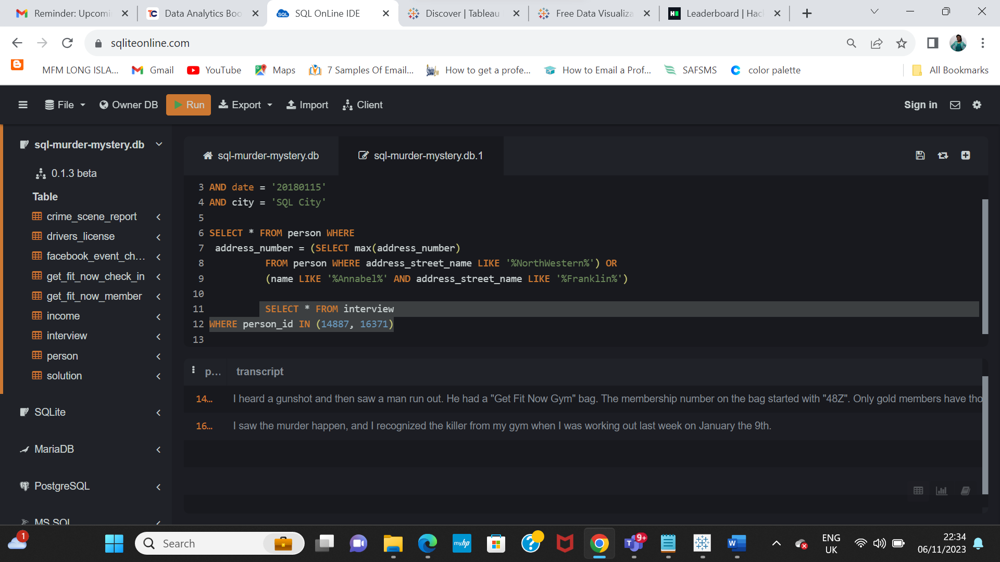 Reminder: Upcomi
Data Analytics Boo
SQL OnLine IDE
Discover | Tableau
Free Data Visualiza
Leaderboard | Hac
sqliteonline.com
MFM LONG ISLA...
Gmail
YouTube
Maps
7 Samples Of Email...
How to get a profe...
How to Email a Prof...
SAFSMS
color palette
All Bookmarks
File
Owner DB
Run
Export
Import
Client
Sign in
sql-murder-mystery.db
0.1.3 beta
Table
crime_scene_report
drivers_license
facebook_event_ch...
get_fit_now_check_in
get_fit_now_member
income
interview
person
solution
SQLite
MariaDB
PostgreSQL
MS SQL
sql-murder-mystery.db
sql-murder-mystery.db.1
3 AND date = '20180115'
4 AND city = 'SQL City'
5
6 SELECT * FROM person WHERE
7 address_number = (SELECT max(address_number)
8 FROM person WHERE address_street_name LIKE '%NorthWestern%') OR
9 (name LIKE '%Annabel%' AND address_street_name LIKE '%Franklin%')
10
11 SELECT * FROM interview
12 WHERE person_id IN (14887, 16371)
13
p... transcript
14... I heard a gunshot and then saw a man run out. He had a "Get Fit Now Gym" bag. The membership number on the bag started with "48Z". Only gold members have tho
16... I saw the murder happen, and I recognized the killer from my gym when I was working out last week on January the 9th.
1
Search
myhp
9+
ENG
UK
22:34
06/11/2023